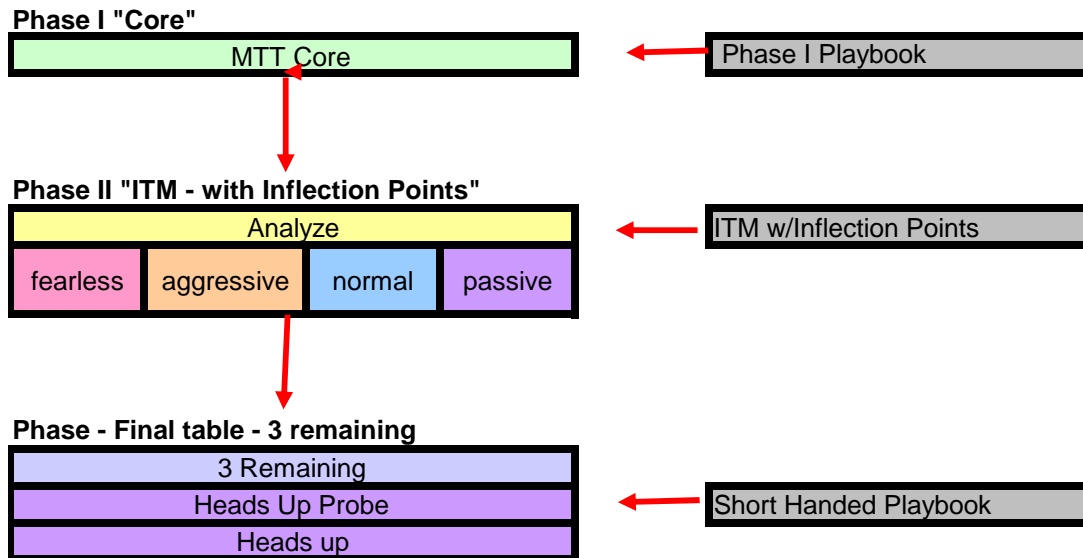 Phase I "Core"
MTT Core
Phase I Playbook
Phase II "ITM - with Inflection Points"
Analyze
ITM w/Inflection Points
fearless aggressive normal passive
Phase - Final table - 3 remaining
3 Remaining
Heads Up Probe
Short Handed Playbook
Heads up